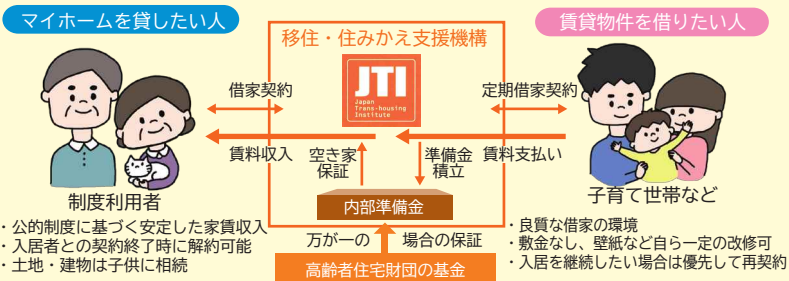 マイホームを貸したい人
移住・住みかえ支援機構
賃貸物件を借りたい人
JTI
Japan
Trans-housing
Institute
借家契約
定期借家契約
賃料収入
空き家
保証
準備金
積立
賃料支払い
制度利用者
内部準備金
子育て世帯など
・公的制度に基づく安定した家賃収入
・入居者との契約終了時に解約可能
・土地・建物は子供に相続
万が一の 場合の保証
高齢者住宅財団の基金
・良質な借家の環境
・敷金なし、壁紙など自ら一定の改修可
・入居を継続したい場合は優先して再契約